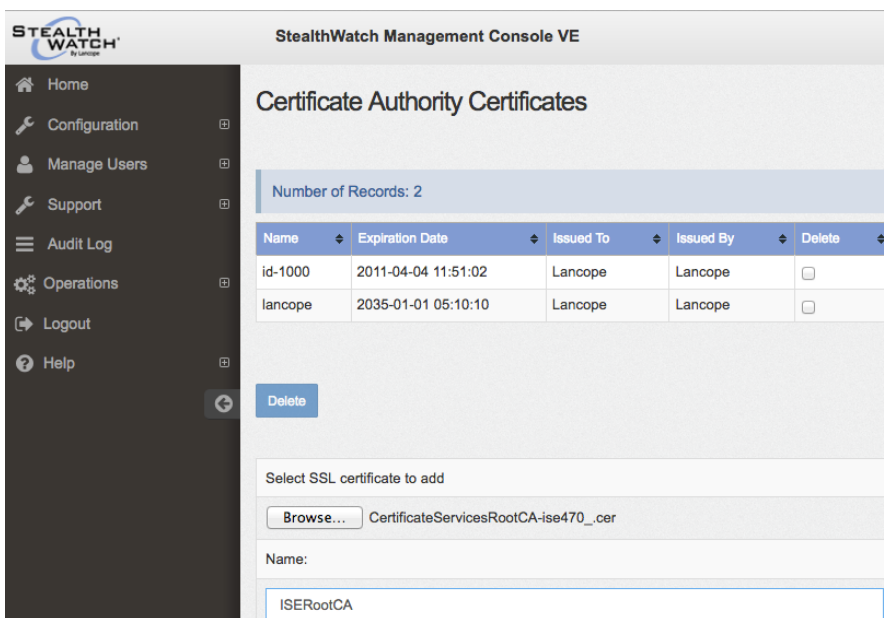 STEALTH
WATCH
By Lancope
StealthWatch Management Console VE
Home
Configuration
Manage Users
Support
Audit Log
Operations
Logout
Help
Certificate Authority Certificates
Number of Records: 2
Name Expiration Date Issued To Issued By Delete
id-1000 2011-04-04 11:51:02 Lancope Lancope
lancope 2035-01-01 05:10:10 Lancope Lancope
Delete
Select SSL certificate to add
Browse... CertificateServicesRootCA-ise470_.cer
Name:
ISERootCA